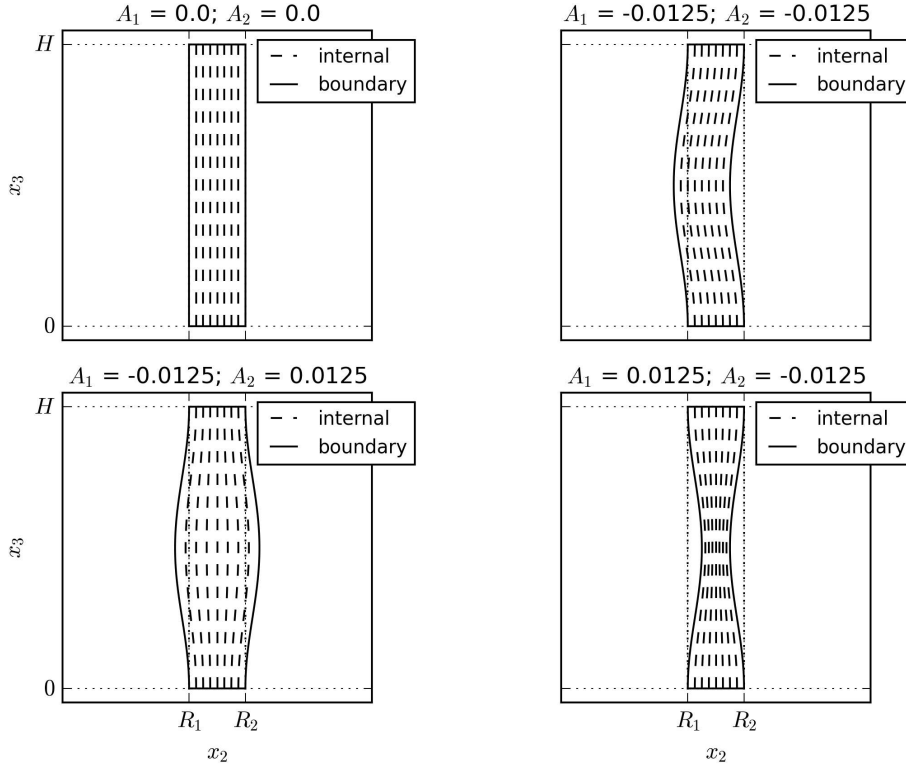 A₁ = 0.0; A₂ = 0.0
H
x₃
0
internal
boundary
A₁ = -0.0125; A₂ = -0.0125
internal
boundary
A₁ = -0.0125; A₂ = 0.0125
H
x₃
0
R₁ R₂
x₂
internal
boundary
A₁ = 0.0125; A₂ = -0.0125
internal
boundary
R₁ R₂
x₂